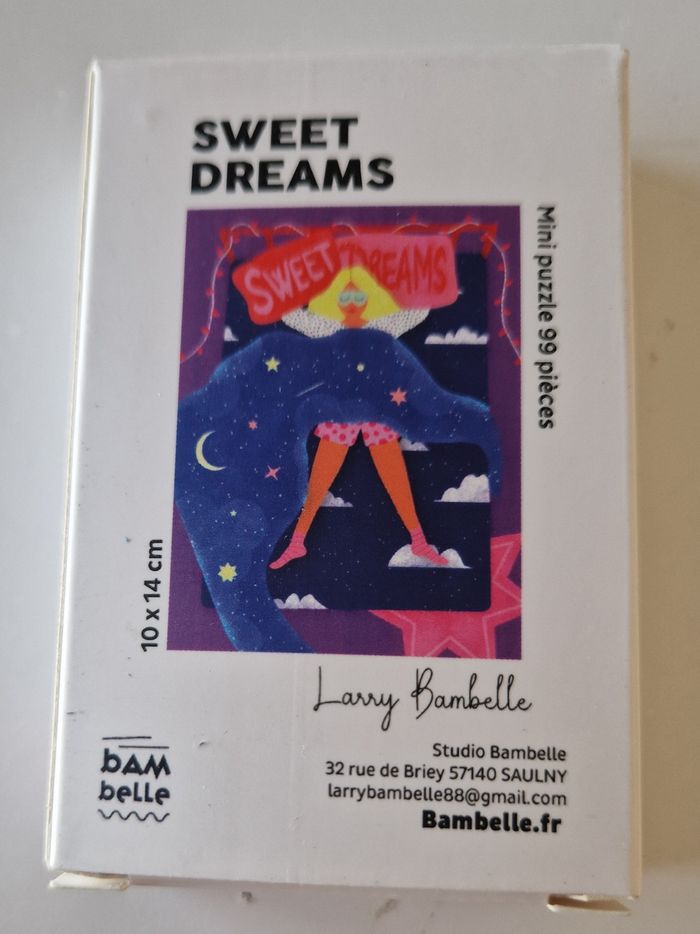 SWEET
DREAMS
SWEET DREAMS
Mini puzzle 99 pièces
10 x 14 cm
Larry Bambelle
bAM
belle
Studio Bambelle
32 rue de Briey 57140 SAULNY
larrybambelle88@gmail.com
Bambelle.fr